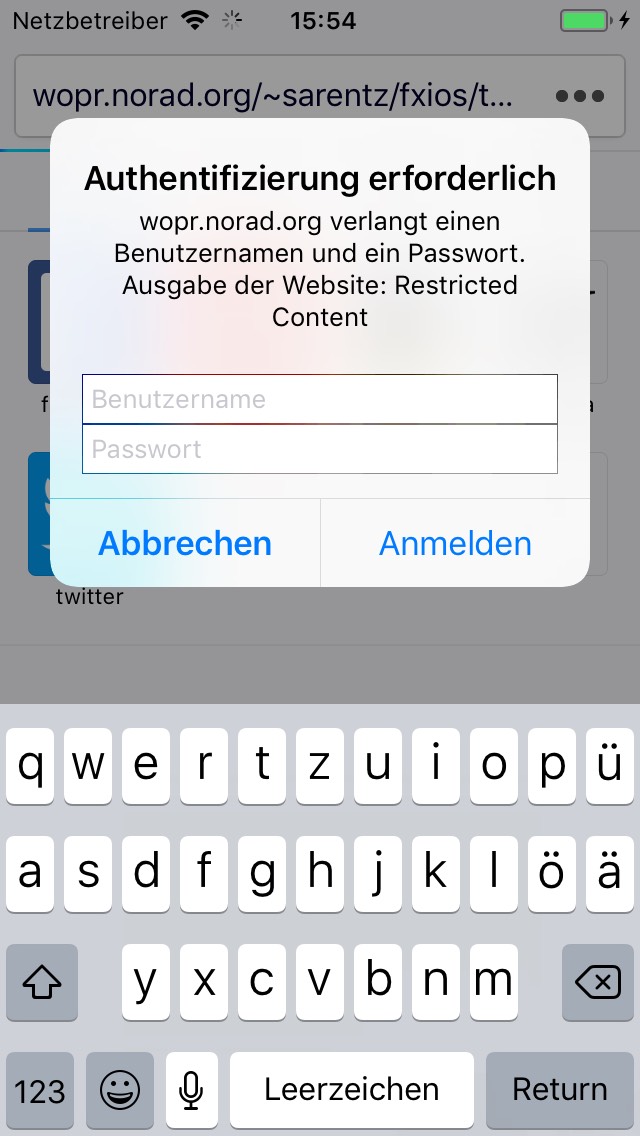 Netzbetreiber 15:54
wopr.norad.org/~sarentz/fxios/t...
Authentifizierung erforderlich
wopr.norad.org verlangt einen
Benutzernamen und ein Passwort.
Ausgabe der Website: Restricted
Content
Benutzername
Passwort
Abbrechen Anmelden
twitter
q w e r t z u i o p ü
a s d f g h j k l ö ä
y x c v b n m
123 Leerzeichen Return